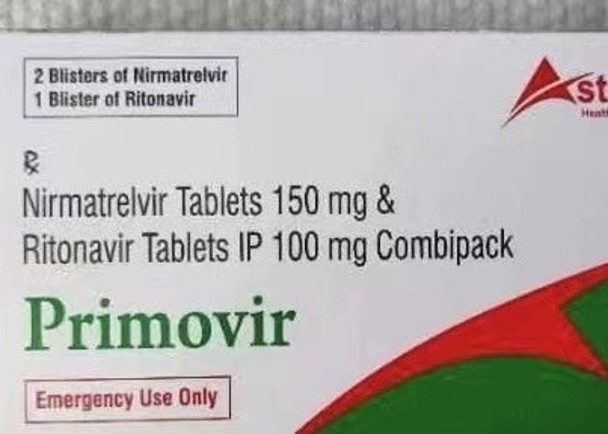 2 Blisters of Nirmatrelvir
1 Blister of Ritonavir
℞
Nirmatrelvir Tablets 150 mg &
Ritonavir Tablets IP 100 mg Combipack
Primovir
Emergency Use Only